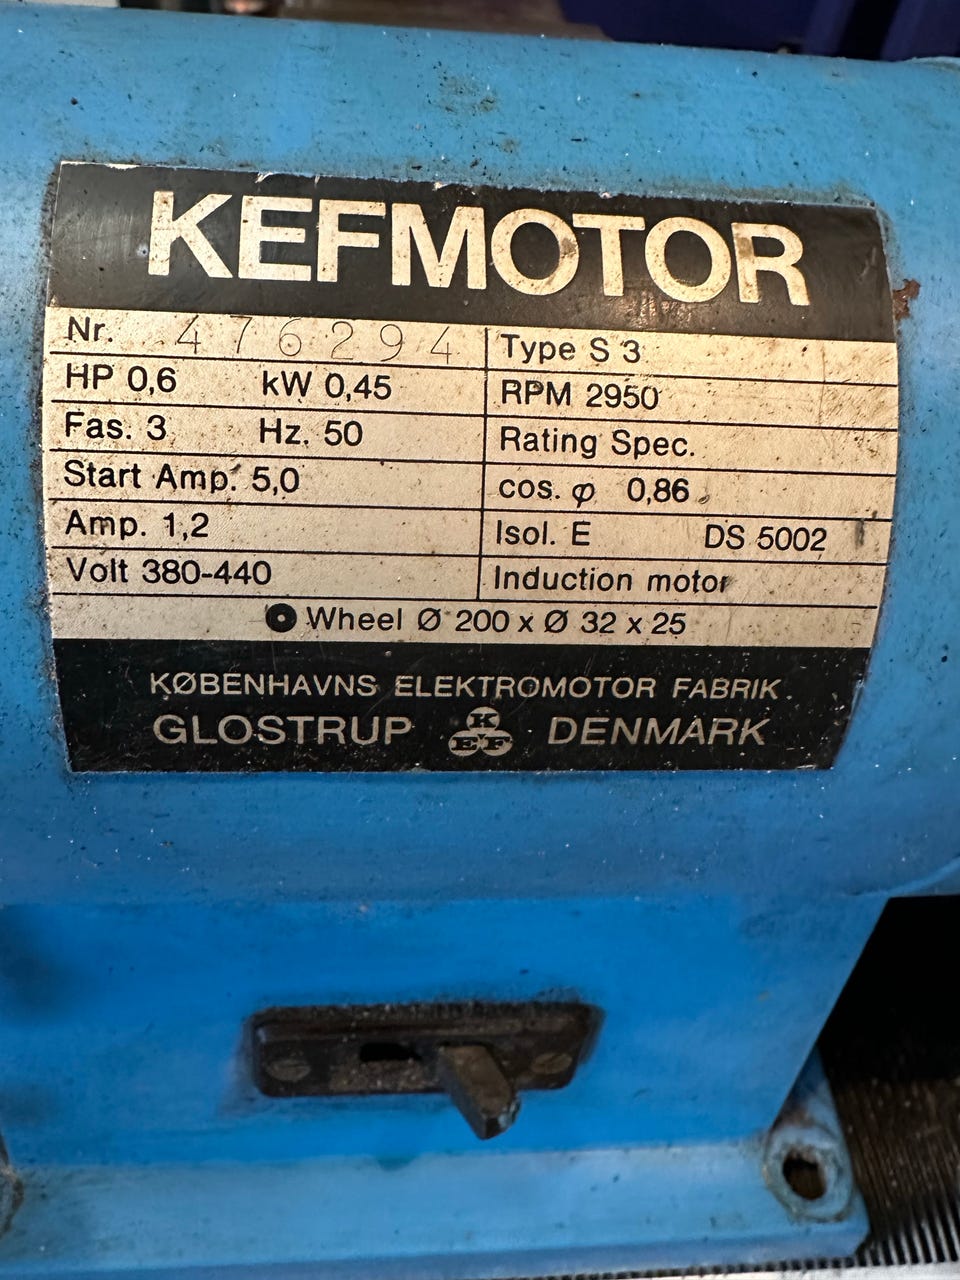 KEFMOTOR
Nr. 476294 Type S 3
HP 0,6 kW 0,45 RPM 2950
Fas. 3 Hz. 50 Rating Spec.
Start Amp. 5,0 cos. φ 0,86
Amp. 1,2 Isol. E DS 5002
Volt 380-440 Induction motor
Wheel Ø 200 x Ø 32 x 25
KØBENHAVNS ELEKTROMOTOR FABRIK
GLOSTRUP KEF DENMARK